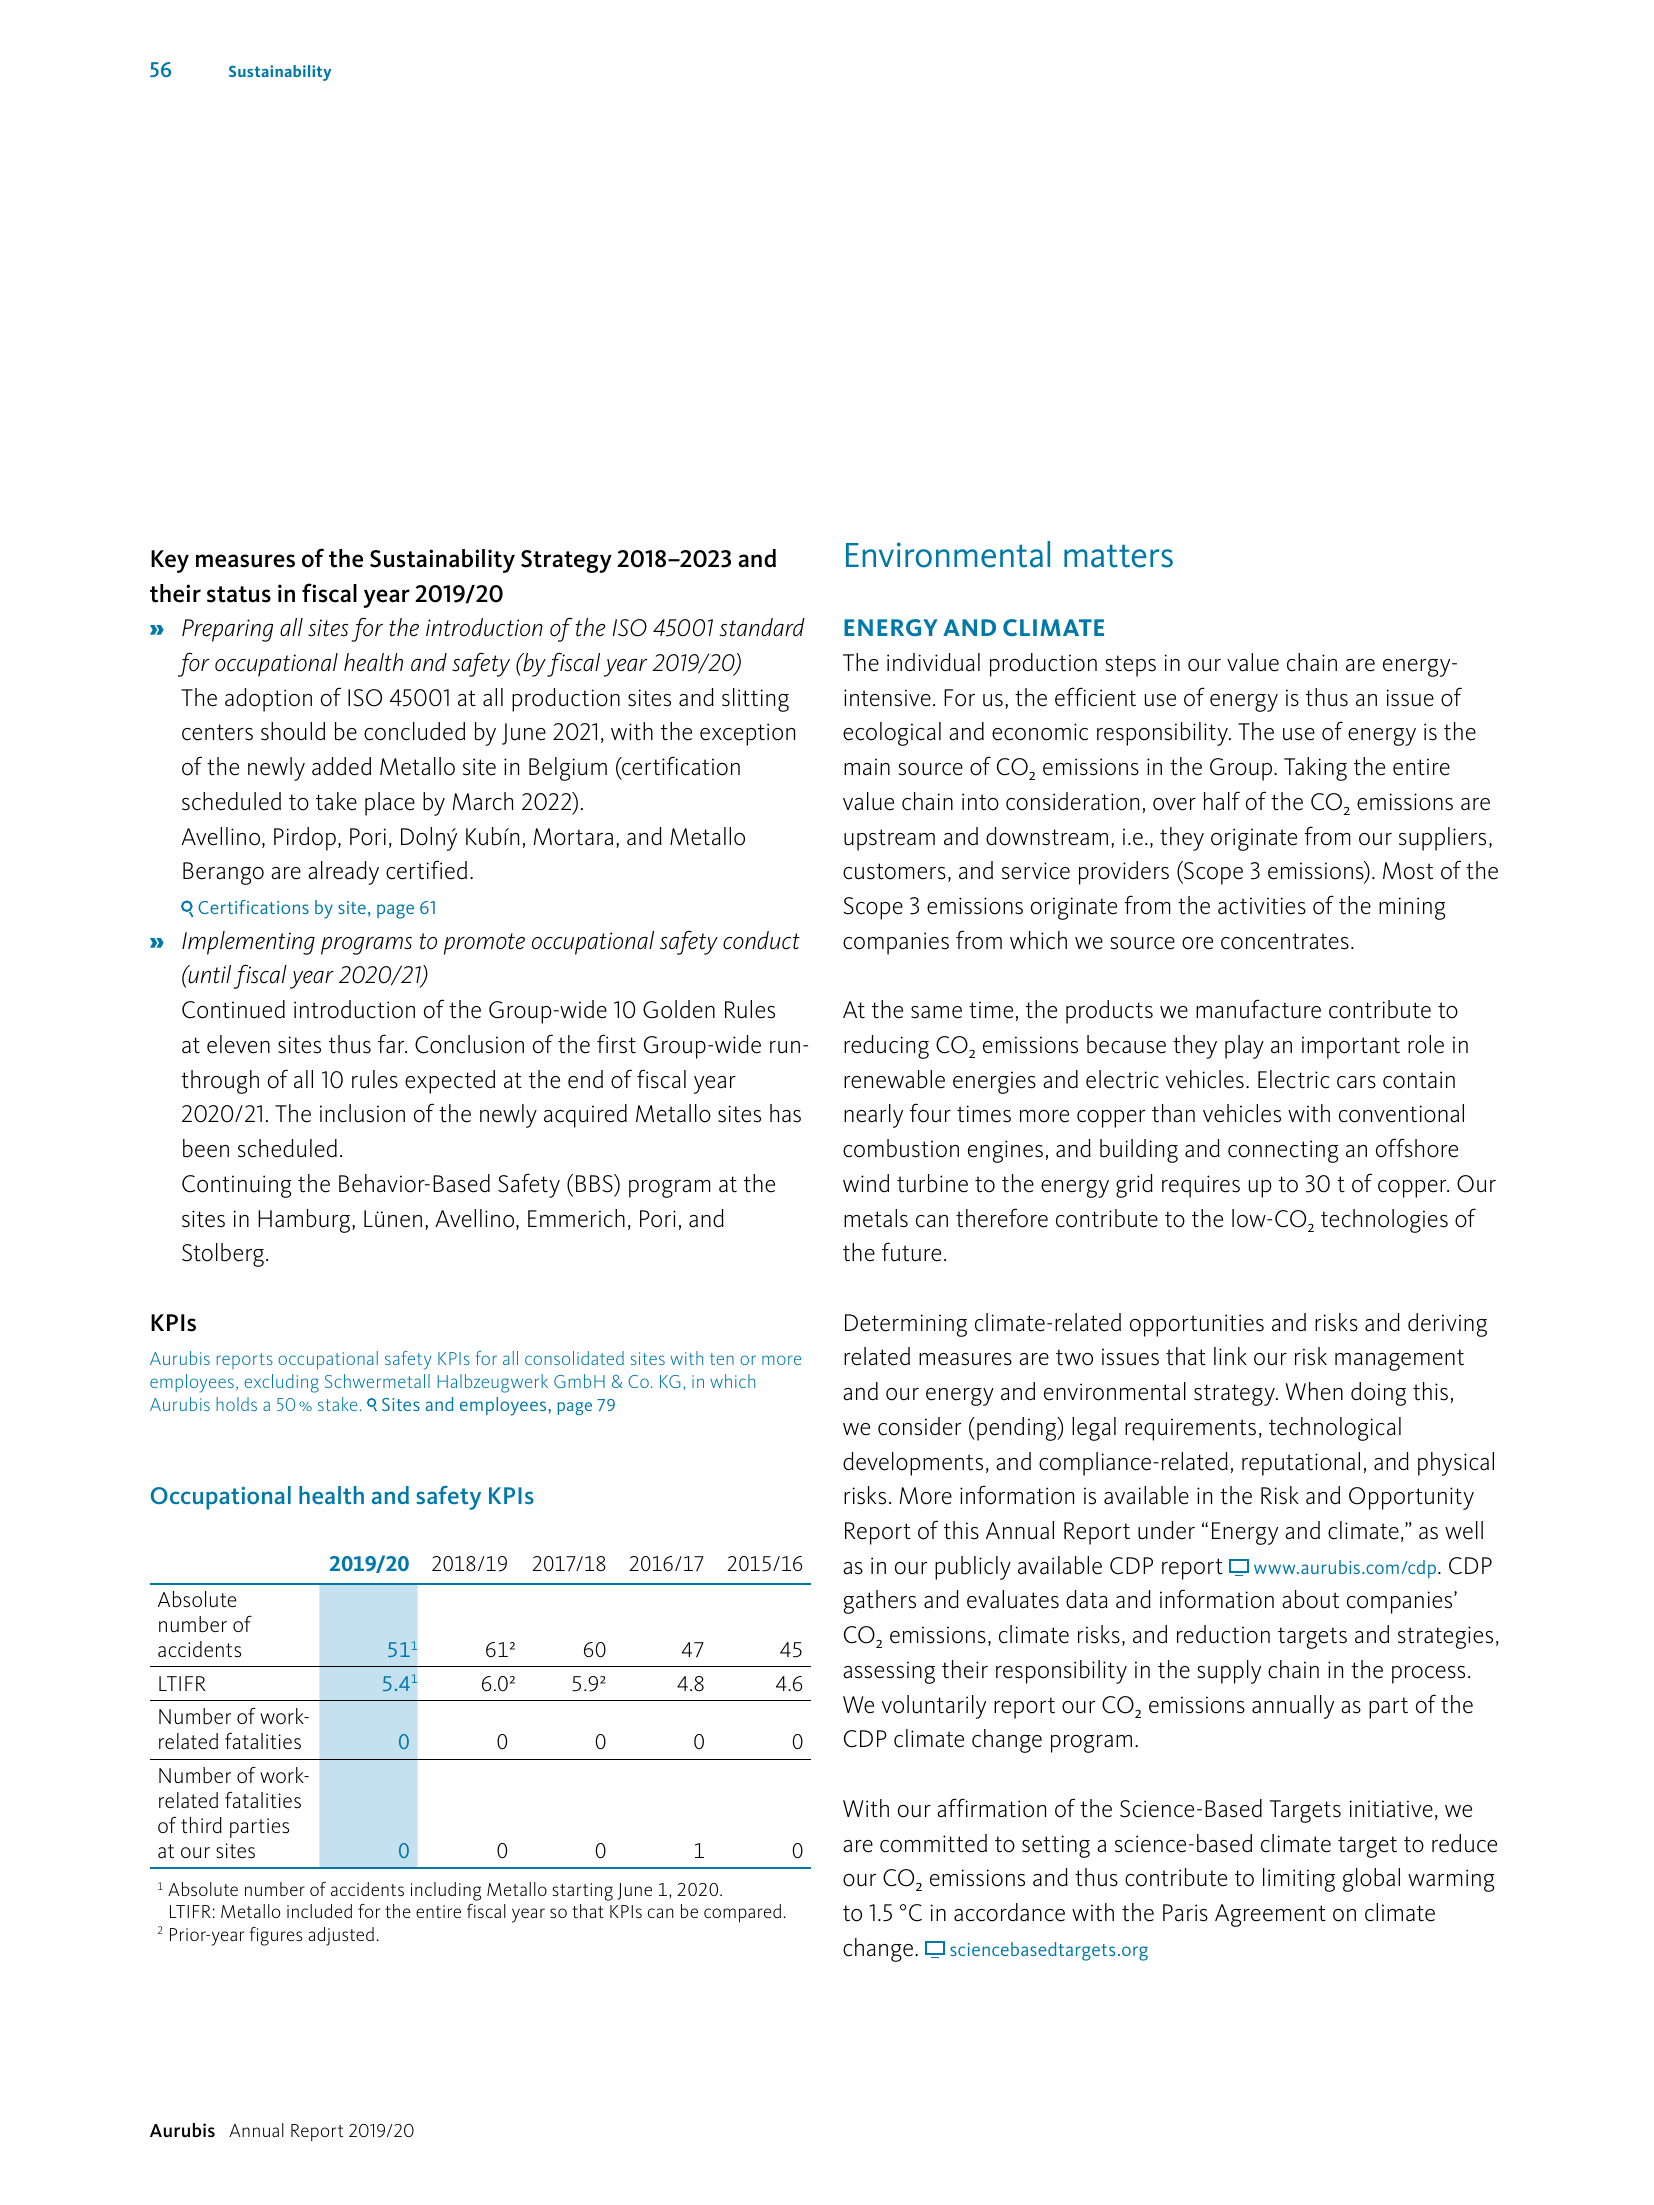 56 Sustainability
Key measures of the Sustainability Strategy 2018–2023 and
their status in fiscal year 2019/20
» Preparing all sites for the introduction of the ISO 45001 standard
for occupational health and safety (by fiscal year 2019/20)
The adoption of ISO 45001 at all production sites and slitting
centers should be concluded by June 2021, with the exception
of the newly added Metallo site in Belgium (certification
scheduled to take place by March 2022).
Avellino, Pirdop, Pori, Dolný Kubín, Mortara, and Metallo
Berango are already certified.
Certifications by site, page 61
» Implementing programs to promote occupational safety conduct
(until fiscal year 2020/21)
Continued introduction of the Group-wide 10 Golden Rules
at eleven sites thus far. Conclusion of the first Group-wide run-
through of all 10 rules expected at the end of fiscal year
2020/21. The inclusion of the newly acquired Metallo sites has
been scheduled.
Continuing the Behavior-Based Safety (BBS) program at the
sites in Hamburg, Lünen, Avellino, Emmerich, Pori, and
Stolberg.
KPIs
Aurubis reports occupational safety KPIs for all consolidated sites with ten or more
employees, excluding Schwermetall Halbzeugwerk GmbH & Co. KG, in which
Aurubis holds a 50 % stake. Sites and employees, page 79
Occupational health and safety KPIs
2019/20 2018/19 2017/18 2016/17 2015/16
Absolute
number of
accidents 51¹ 61² 60 47 45
LTIFR 5.4¹ 6.0² 5.9² 4.8 4.6
Number of work-
related fatalities 0 0 0 0 0
Number of work-
related fatalities
of third parties
at our sites 0 0 0 1 0
¹ Absolute number of accidents including Metallo starting June 1, 2020.
LTIFR: Metallo included for the entire fiscal year so that KPIs can be compared.
² Prior-year figures adjusted.
Environmental matters
ENERGY AND CLIMATE
The individual production steps in our value chain are energy-
intensive. For us, the efficient use of energy is thus an issue of
ecological and economic responsibility. The use of energy is the
main source of CO₂ emissions in the Group. Taking the entire
value chain into consideration, over half of the CO₂ emissions are
upstream and downstream, i.e., they originate from our suppliers,
customers, and service providers (Scope 3 emissions). Most of the
Scope 3 emissions originate from the activities of the mining
companies from which we source ore concentrates.
At the same time, the products we manufacture contribute to
reducing CO₂ emissions because they play an important role in
renewable energies and electric vehicles. Electric cars contain
nearly four times more copper than vehicles with conventional
combustion engines, and building and connecting an offshore
wind turbine to the energy grid requires up to 30 t of copper. Our
metals can therefore contribute to the low-CO₂ technologies of
the future.
Determining climate-related opportunities and risks and deriving
related measures are two issues that link our risk management
and our energy and environmental strategy. When doing this,
we consider (pending) legal requirements, technological
developments, and compliance-related, reputational, and physical
risks. More information is available in the Risk and Opportunity
Report of this Annual Report under “Energy and climate,” as well
as in our publicly available CDP report www.aurubis.com/cdp. CDP
gathers and evaluates data and information about companies’
CO₂ emissions, climate risks, and reduction targets and strategies,
assessing their responsibility in the supply chain in the process.
We voluntarily report our CO₂ emissions annually as part of the
CDP climate change program.
With our affirmation of the Science-Based Targets initiative, we
are committed to setting a science-based climate target to reduce
our CO₂ emissions and thus contribute to limiting global warming
to 1.5 °C in accordance with the Paris Agreement on climate
change. sciencebasedtargets.org
Aurubis Annual Report 2019/20